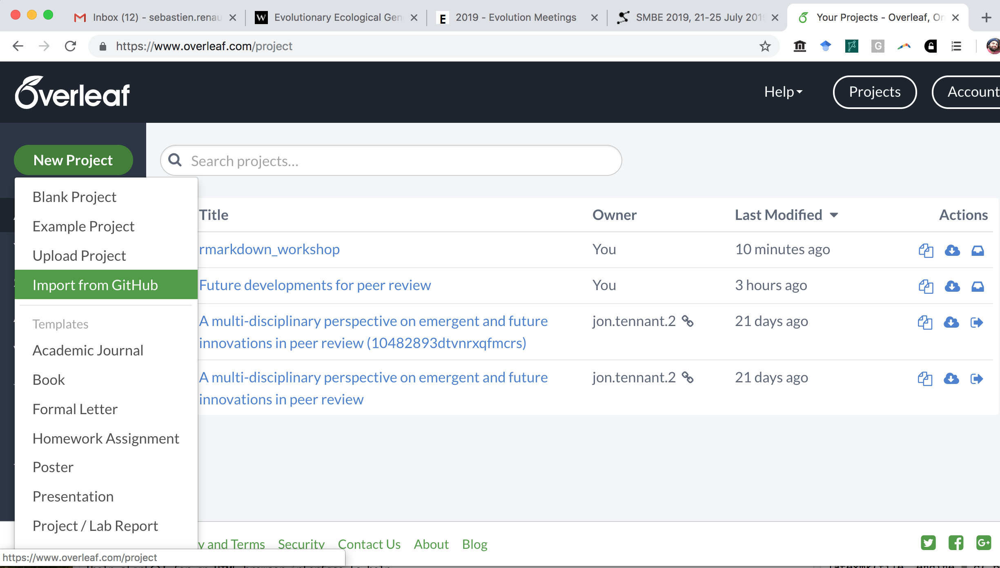 Inbox (12) - sebastien.renau
Evolutionary Ecological Gen
2019 - Evolution Meetings
SMBE 2019, 21-25 July 2019
Your Projects - Overleaf, On
https://www.overleaf.com/project
Overleaf
Help
Projects
Account
New Project
Search projects...
Blank Project
Example Project
Upload Project
Import from GitHub
Templates
Academic Journal
Book
Formal Letter
Homework Assignment
Poster
Presentation
Project / Lab Report
Title Owner Last Modified Actions
rmarkdown_workshop You 10 minutes ago
Future developments for peer review You 3 hours ago
A multi-disciplinary perspective on emergent and future jon.tennant.2 21 days ago
innovations in peer review (10482893dtvnrxqfmcrs)
A multi-disciplinary perspective on emergent and future jon.tennant.2 21 days ago
innovations in peer review
y and Terms Security Contact Us About Blog
https://www.overleaf.com/project